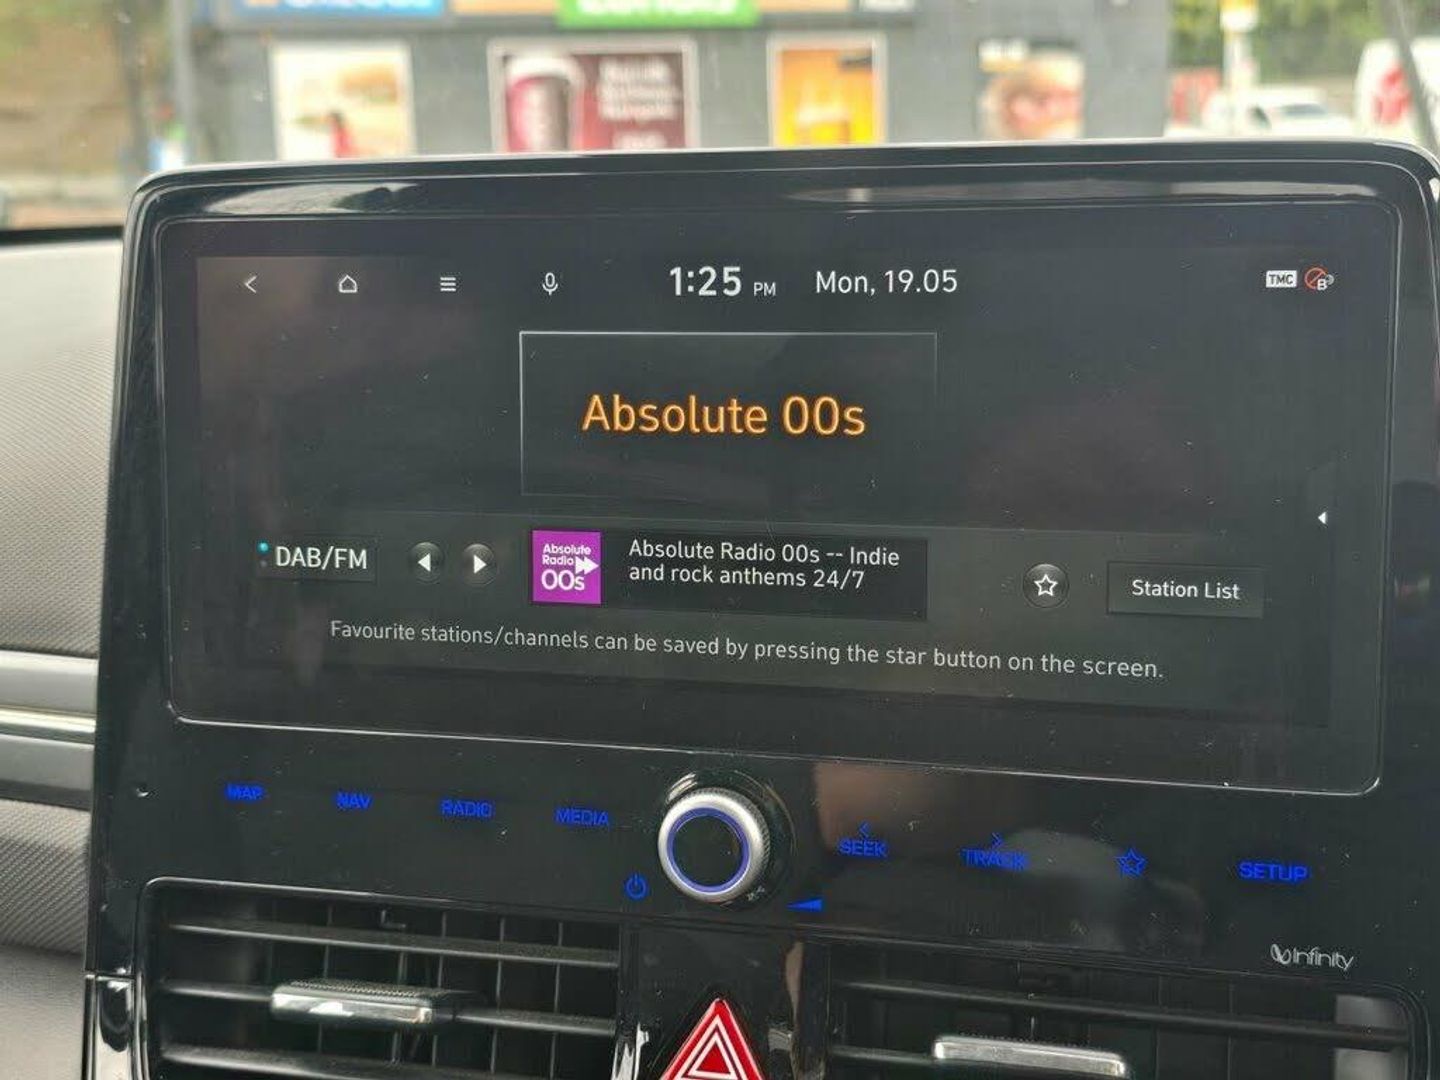 1:25 PM Mon, 19.05
TMC
B
Absolute 00s
DAB/FM
Absolute
Radio
00s
Absolute Radio 00s -- Indie
and rock anthems 24/7
Station List
Favourite stations/channels can be saved by pressing the star button on the screen.
MAP NAV RADIO MEDIA
SEEK TRACK SETUP
Infinity